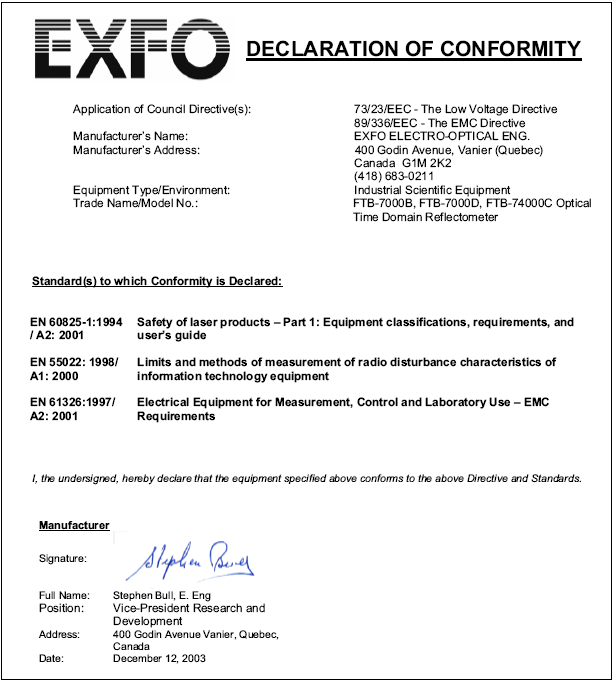 EXFO DECLARATION OF CONFORMITY
Application of Council Directive(s): 73/23/EEC - The Low Voltage Directive
89/336/EEC - The EMC Directive
Manufacturer's Name: EXFO ELECTRO-OPTICAL ENG.
Manufacturer's Address: 400 Godin Avenue, Vanier (Quebec)
Canada G1M 2K2
(418) 683-0211
Equipment Type/Environment: Industrial Scientific Equipment
Trade Name/Model No.: FTB-7000B, FTB-7000D, FTB-74000C Optical
Time Domain Reflectometer
Standard(s) to which Conformity is Declared:
EN 60825-1:1994 Safety of laser products – Part 1: Equipment classifications, requirements, and
/ A2: 2001 user's guide
EN 55022: 1998/ Limits and methods of measurement of radio disturbance characteristics of
A1: 2000 information technology equipment
EN 61326:1997/ Electrical Equipment for Measurement, Control and Laboratory Use – EMC
A2: 2001 Requirements
I, the undersigned, hereby declare that the equipment specified above conforms to the above Directive and Standards.
Manufacturer
Signature: Stephen
Full Name: Stephen Bull, E. Eng
Position: Vice-President Research and
Development
Address: 400 Godin Avenue Vanier, Quebec,
Canada
Date: December 12, 2003